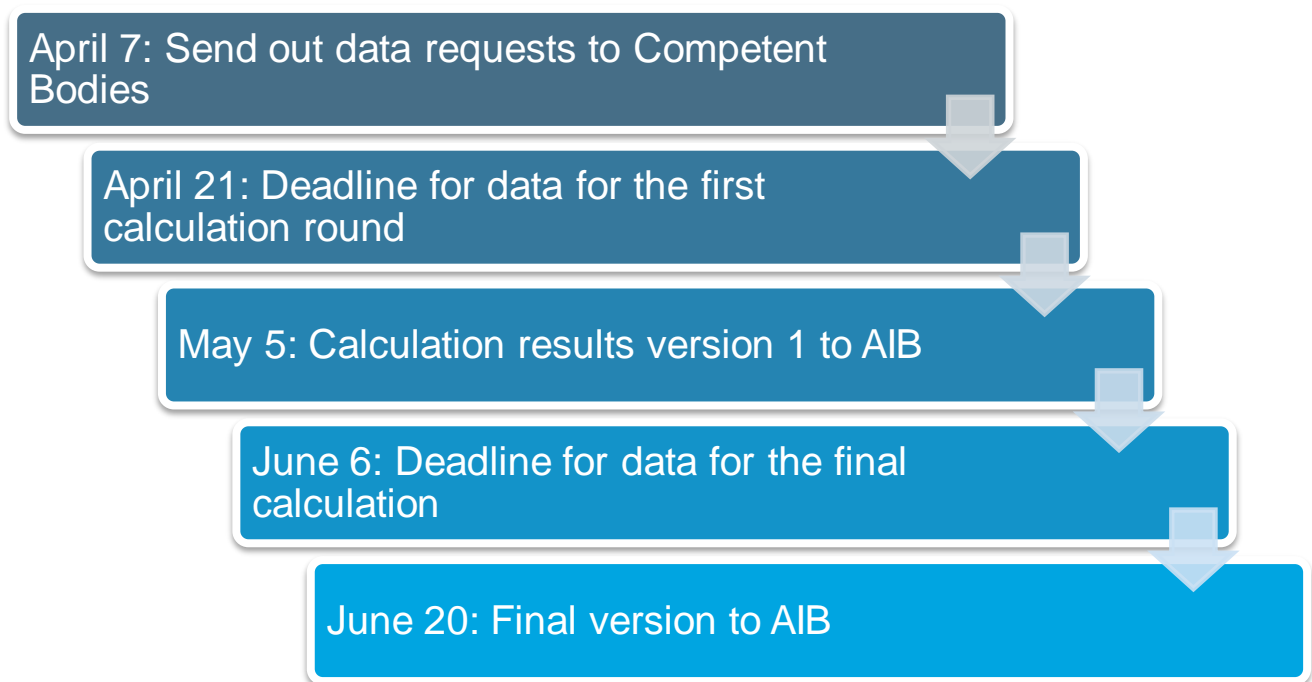 April 7: Send out data requests to Competent
Bodies
April 21: Deadline for data for the first
calculation round
May 5: Calculation results version 1 to AIB
June 6: Deadline for data for the final
calculation
June 20: Final version to AIB